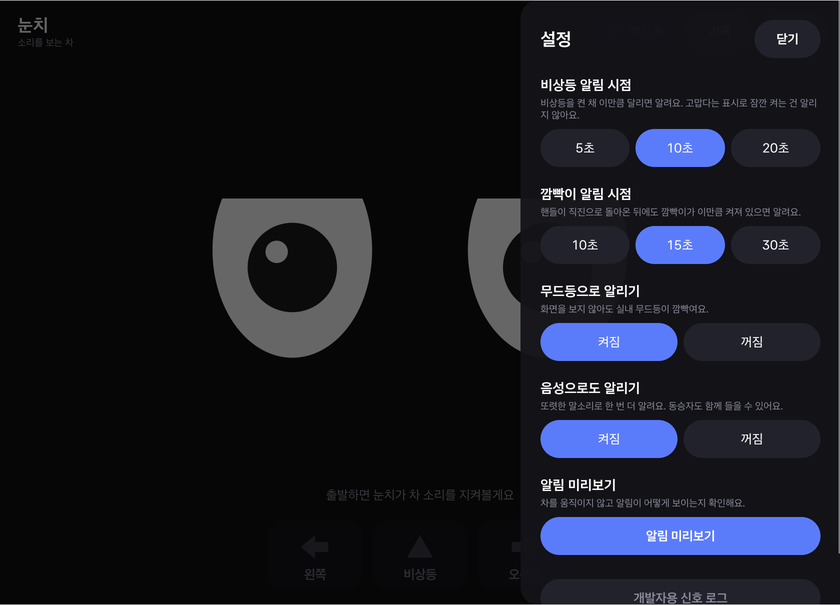 눈치
소리를 보는 차
설정
닫기
비상등 알림 시점
비상등을 켠 채 이만큼 달리면 알려요. 고맙다는 표시로 잠깐 켜는 건 알리
지 않아요.
5초
10초
20초
깜빡이 알림 시점
핸들이 직진으로 돌아온 뒤에도 깜빡이가 이만큼 켜져 있으면 알려요.
10초
15초
30초
무드등으로 알리기
화면을 보지 않아도 실내 무드등이 깜빡여요.
켜짐
꺼짐
음성으로도 알리기
또렷한 말소리로 한 번 더 알려요. 동승자도 함께 들을 수 있어요.
켜짐
꺼짐
알림 미리보기
차를 움직이지 않고 알림이 어떻게 보이는지 확인해요.
알림 미리보기
개발자용 신호 로그
출발하면 눈치가 차 소리를 지켜볼게요
왼쪽
비상등
오